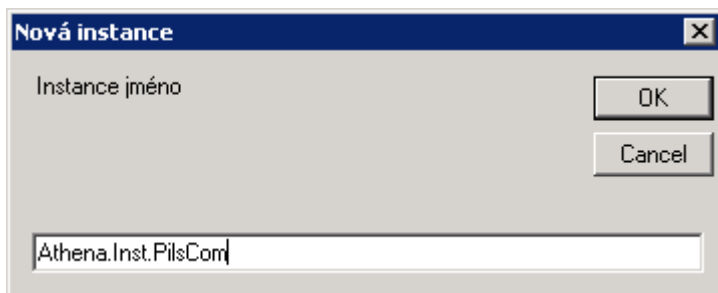 Nová instance
Instance jméno
OK
Cancel
Athena.Inst.PilsCom